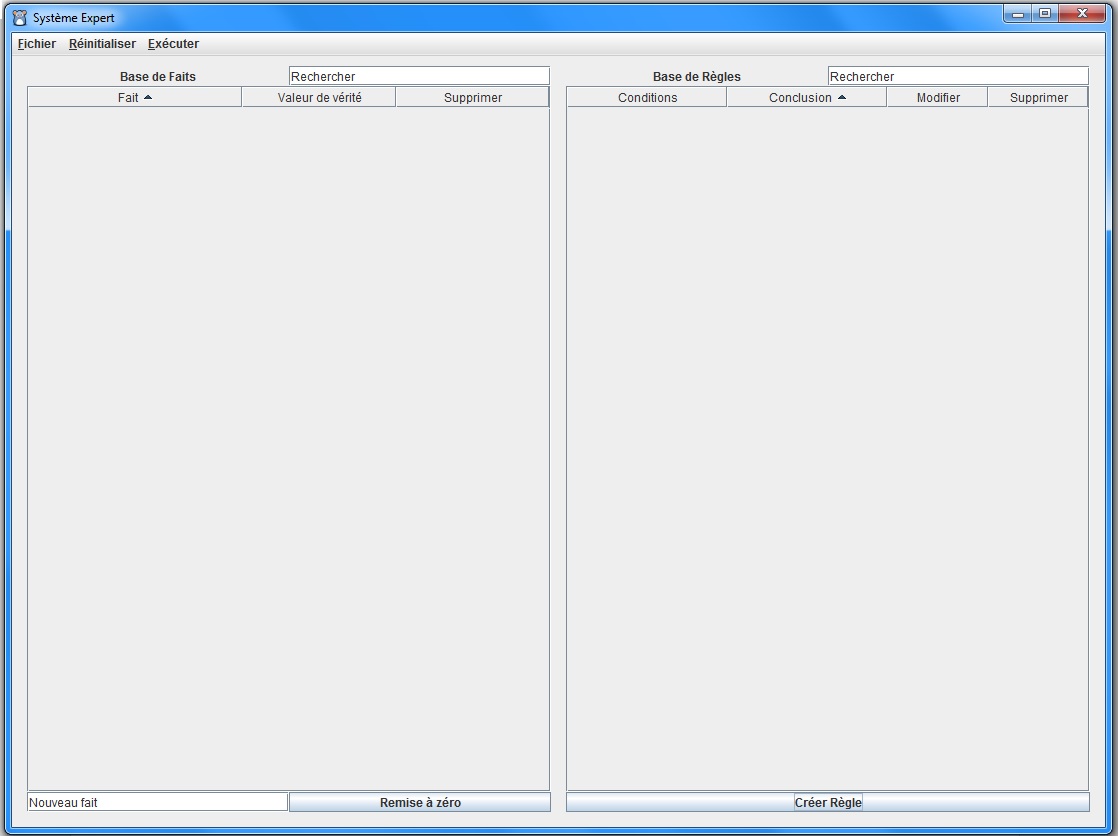 Système Expert
Fichier Réinitialiser Exécuter
Base de Faits Rechercher Base de Règles Rechercher
Fait Valeur de vérité Supprimer Conditions Conclusion Modifier Supprimer
Nouveau fait Remise à zéro Créer Règle